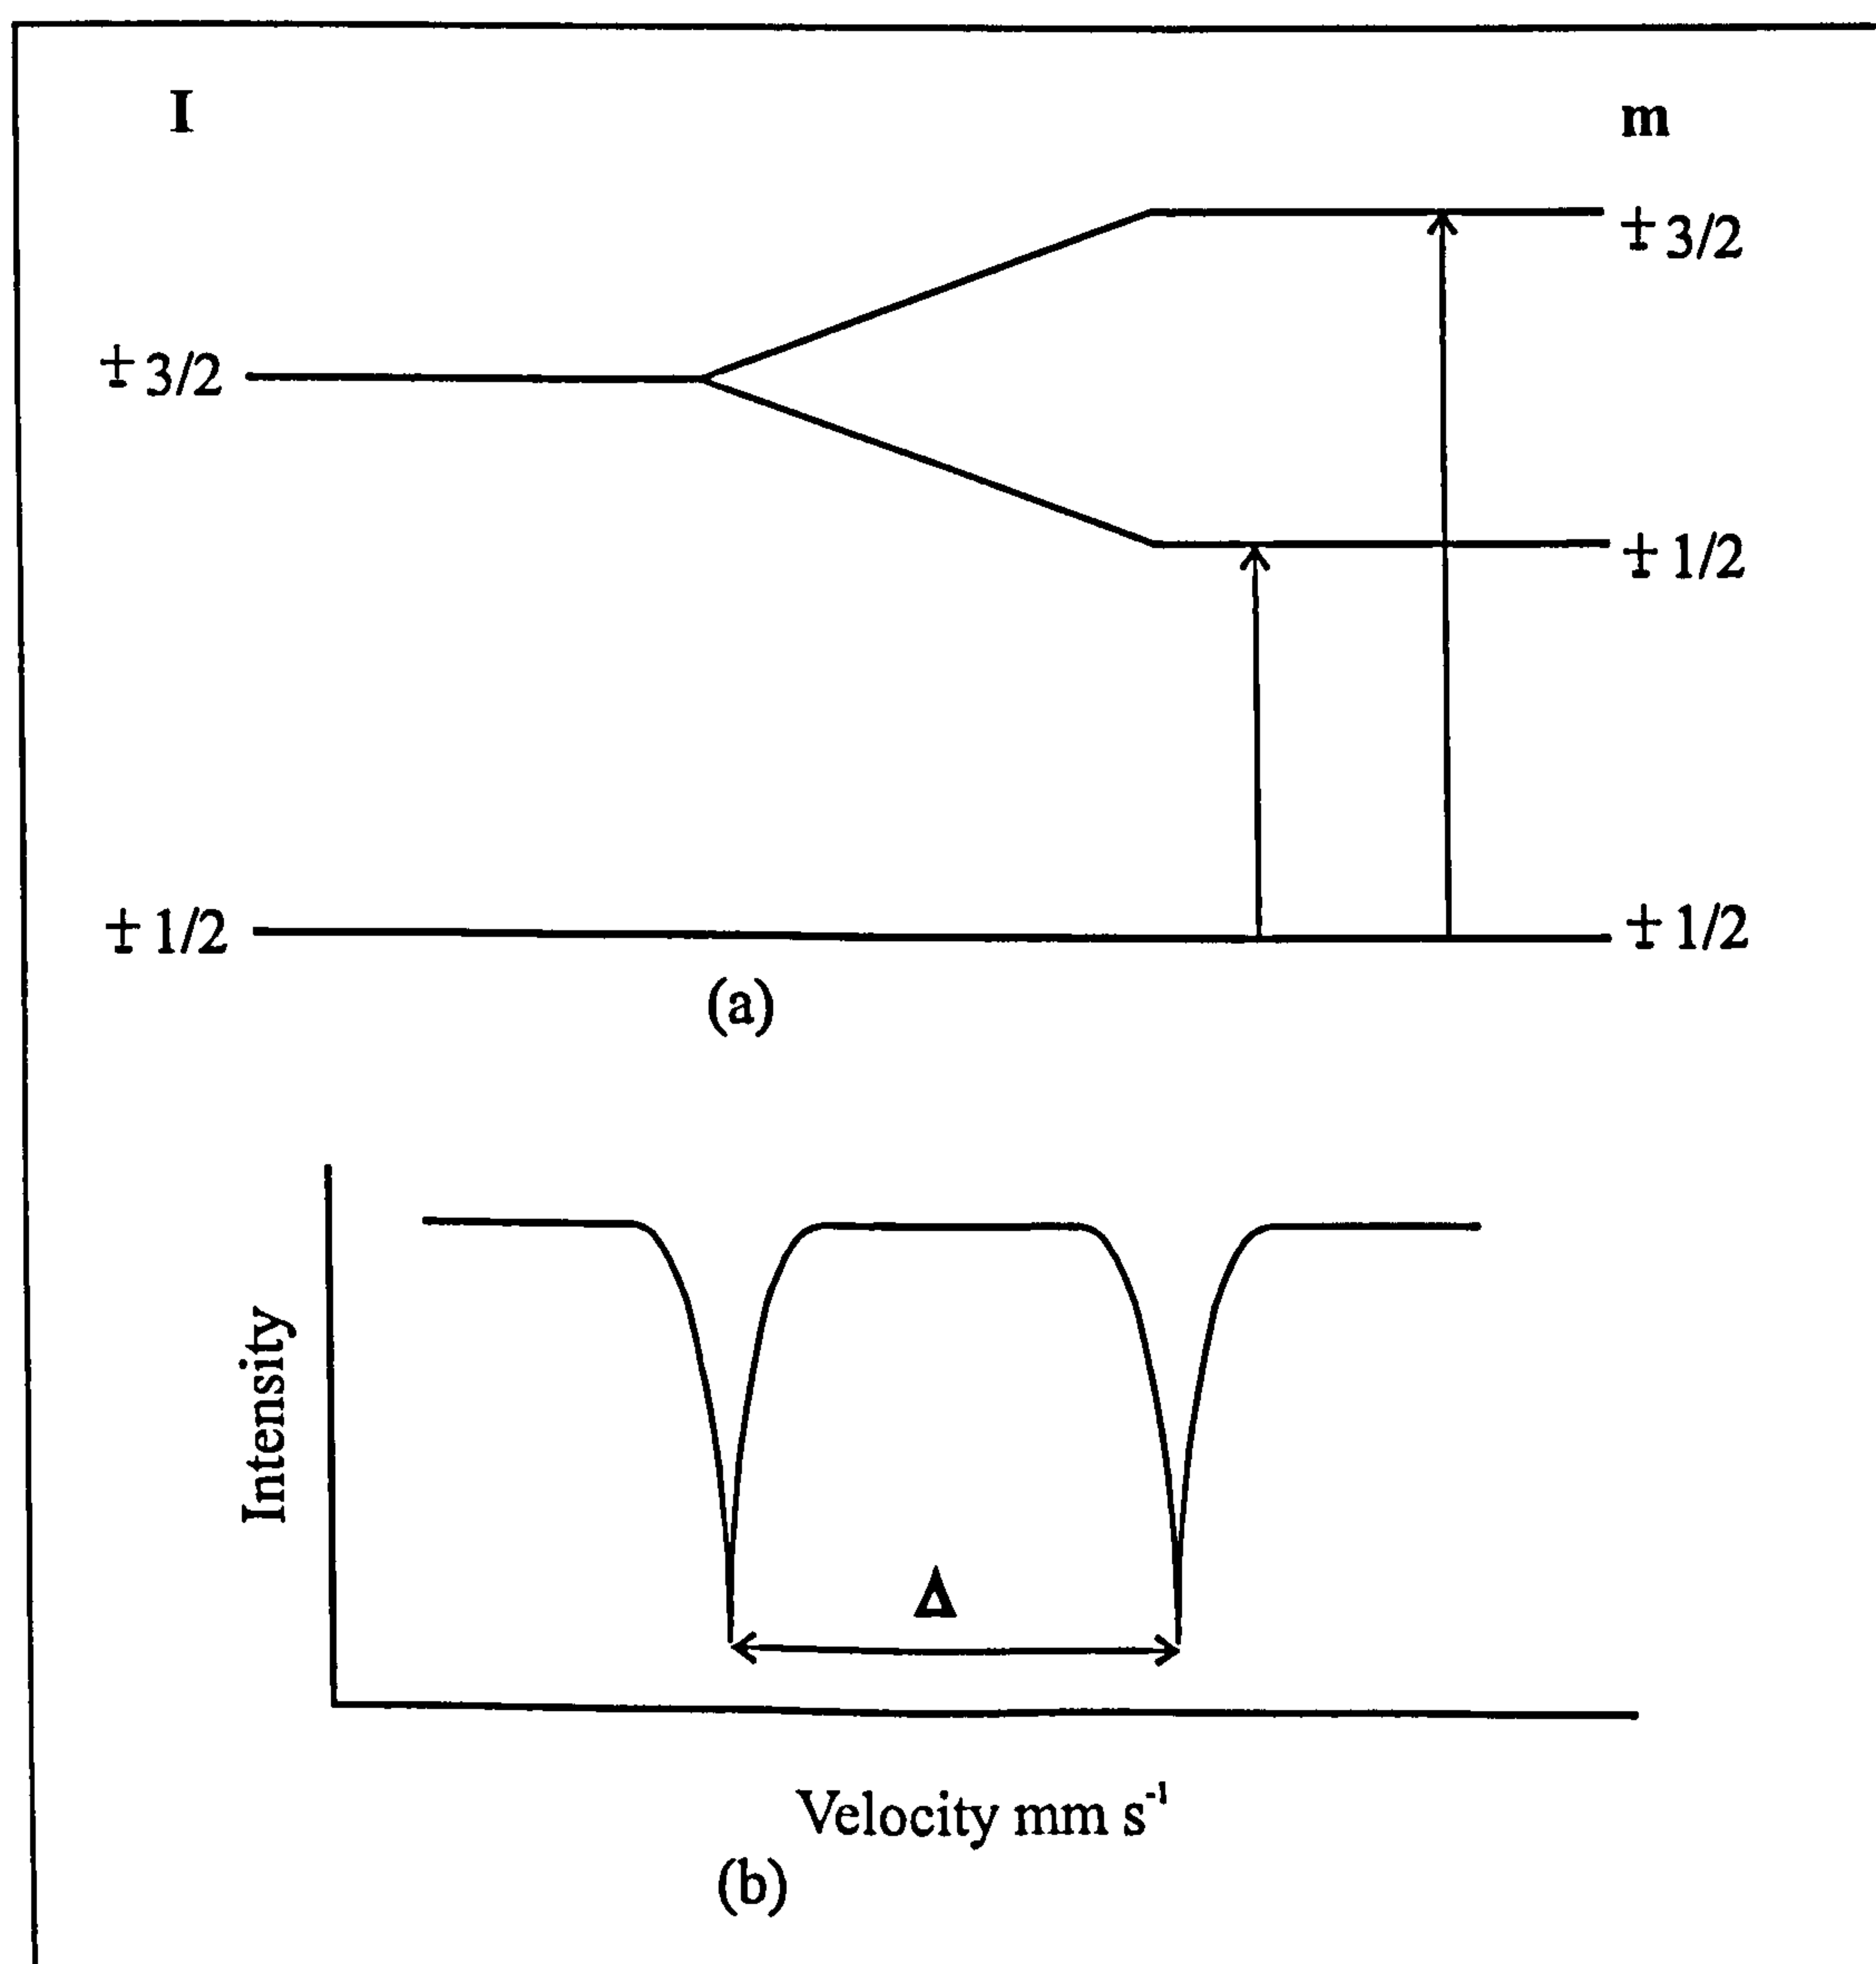 I m
± 3/2
± 3/2
± 1/2
± 1/2 ± 1/2
(a)
Intensity
Δ
Velocity mm s⁻¹
(b)